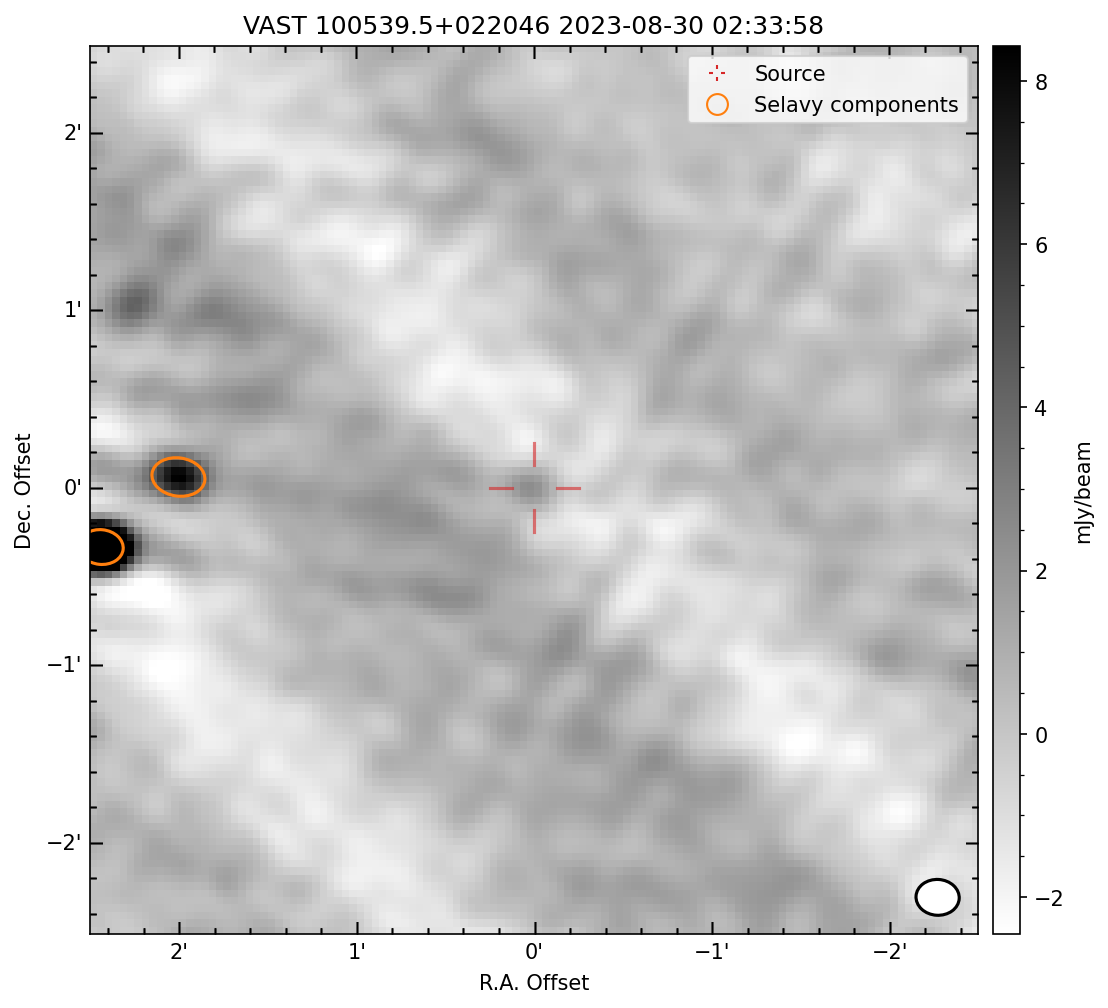 VAST 100539.5+022046 2023-08-30 02:33:58
Source
Selavy components
2'
1'
0'
−1'
−2'
Dec. Offset
2'
1'
0'
−1'
−2'
R.A. Offset
8
6
4
2
0
−2
mJy/beam